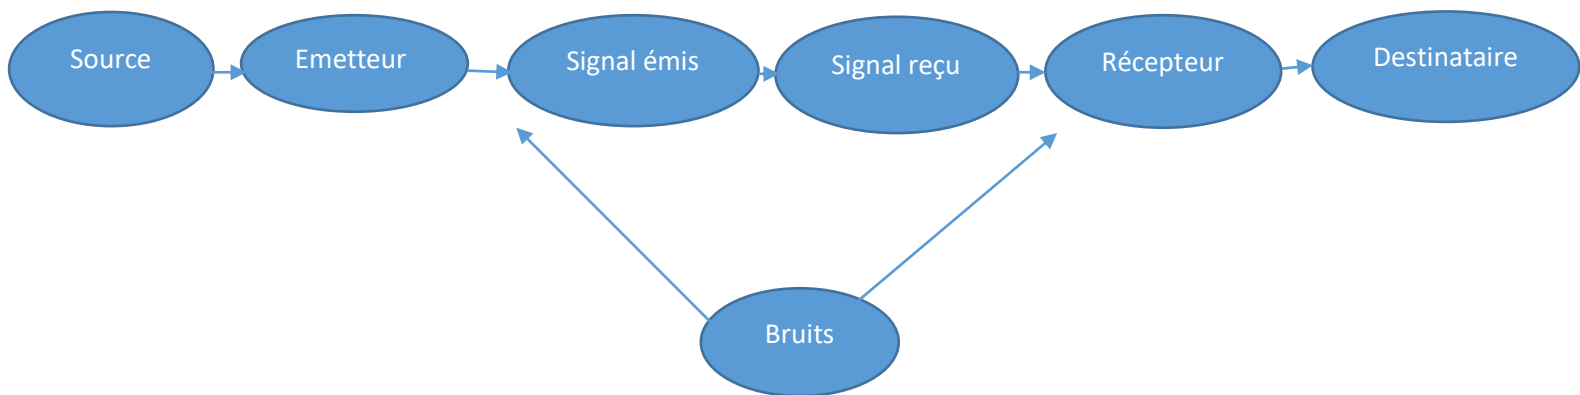 Source
Emetteur
Signal émis
Signal reçu
Récepteur
Destinataire
Bruits